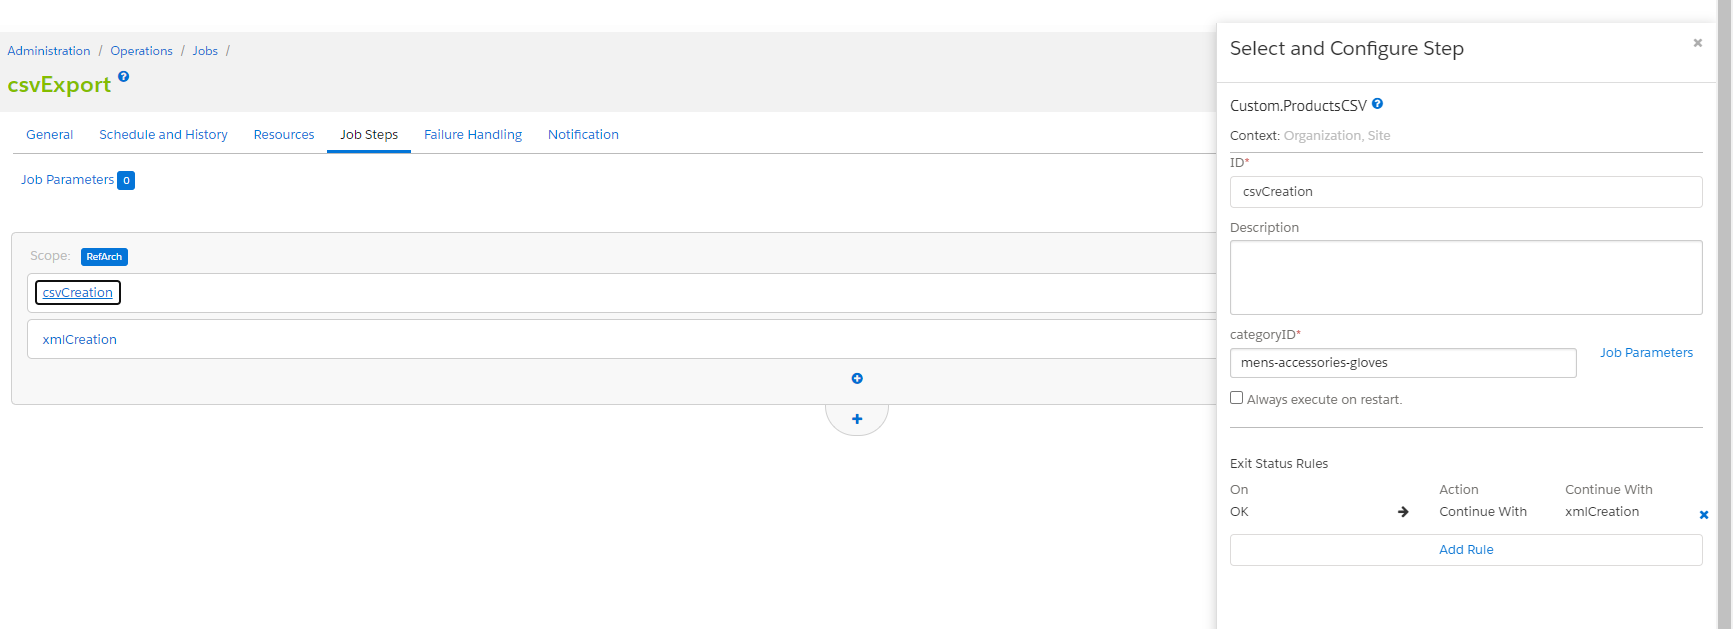 Administration / Operations / Jobs /
csvExport ?
General Schedule and History Resources Job Steps Failure Handling Notification
Job Parameters 0
Scope: RefArch
csvCreation
xmlCreation
Select and Configure Step
Custom.ProductsCSV ?
Context: Organization, Site
ID*
csvCreation
Description
categoryID*
mens-accessories-gloves
Job Parameters
Always execute on restart.
Exit Status Rules
On Action Continue With
OK Continue With xmlCreation
Add Rule